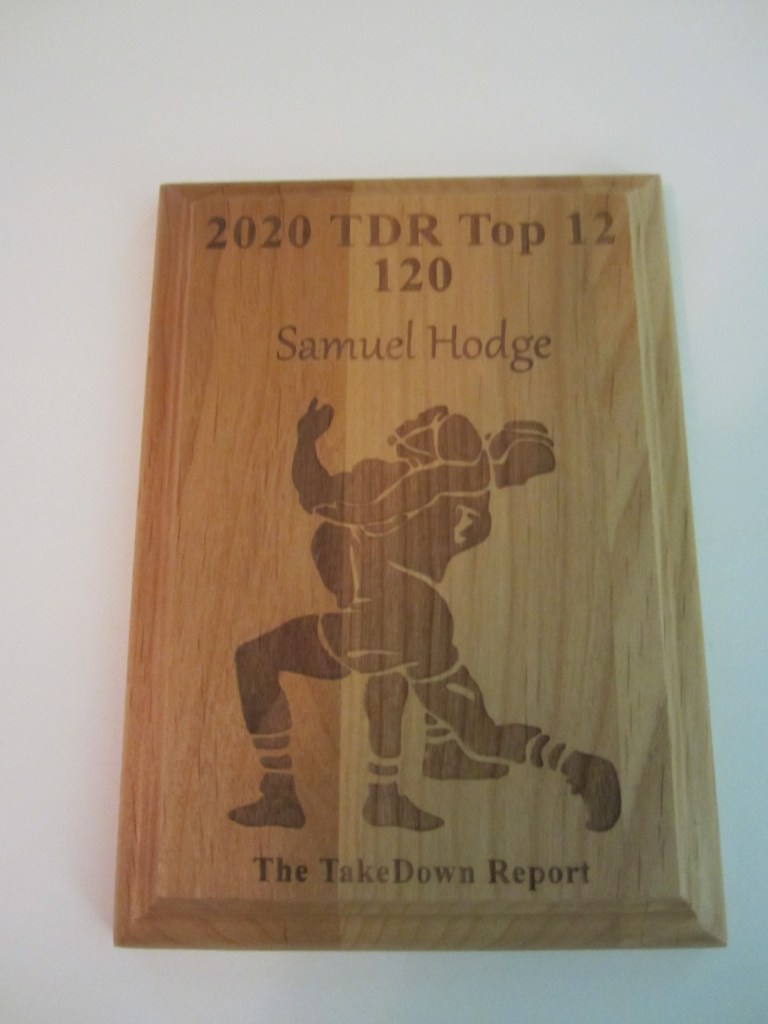 2020 TDR Top 12
120
Samuel Hodge
The TakeDown Report